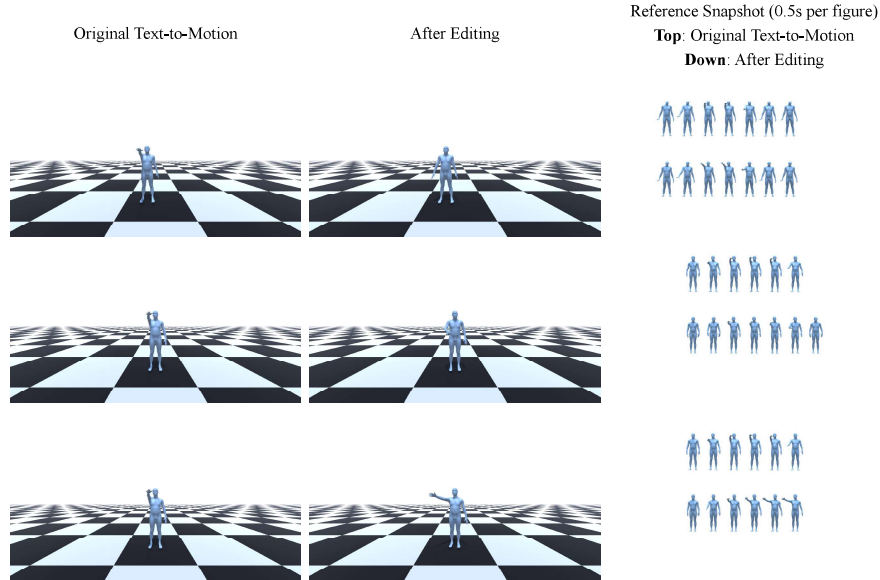 Original Text-to-Motion
After Editing
Reference Snapshot (0.5s per figure)
Top: Original Text-to-Motion
Down: After Editing